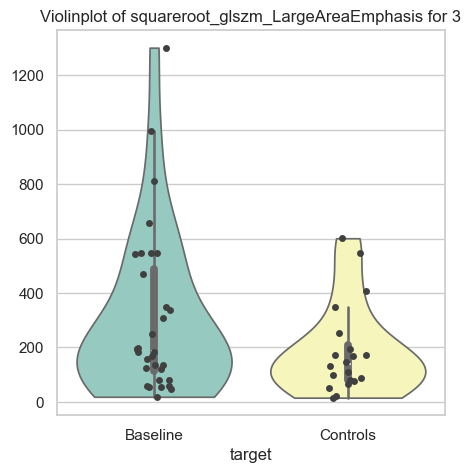 Violinplot of squareroot_glszm_LargeAreaEmphasis for 3
1200
1000
800
600
400
200
0
Baseline Controls
target